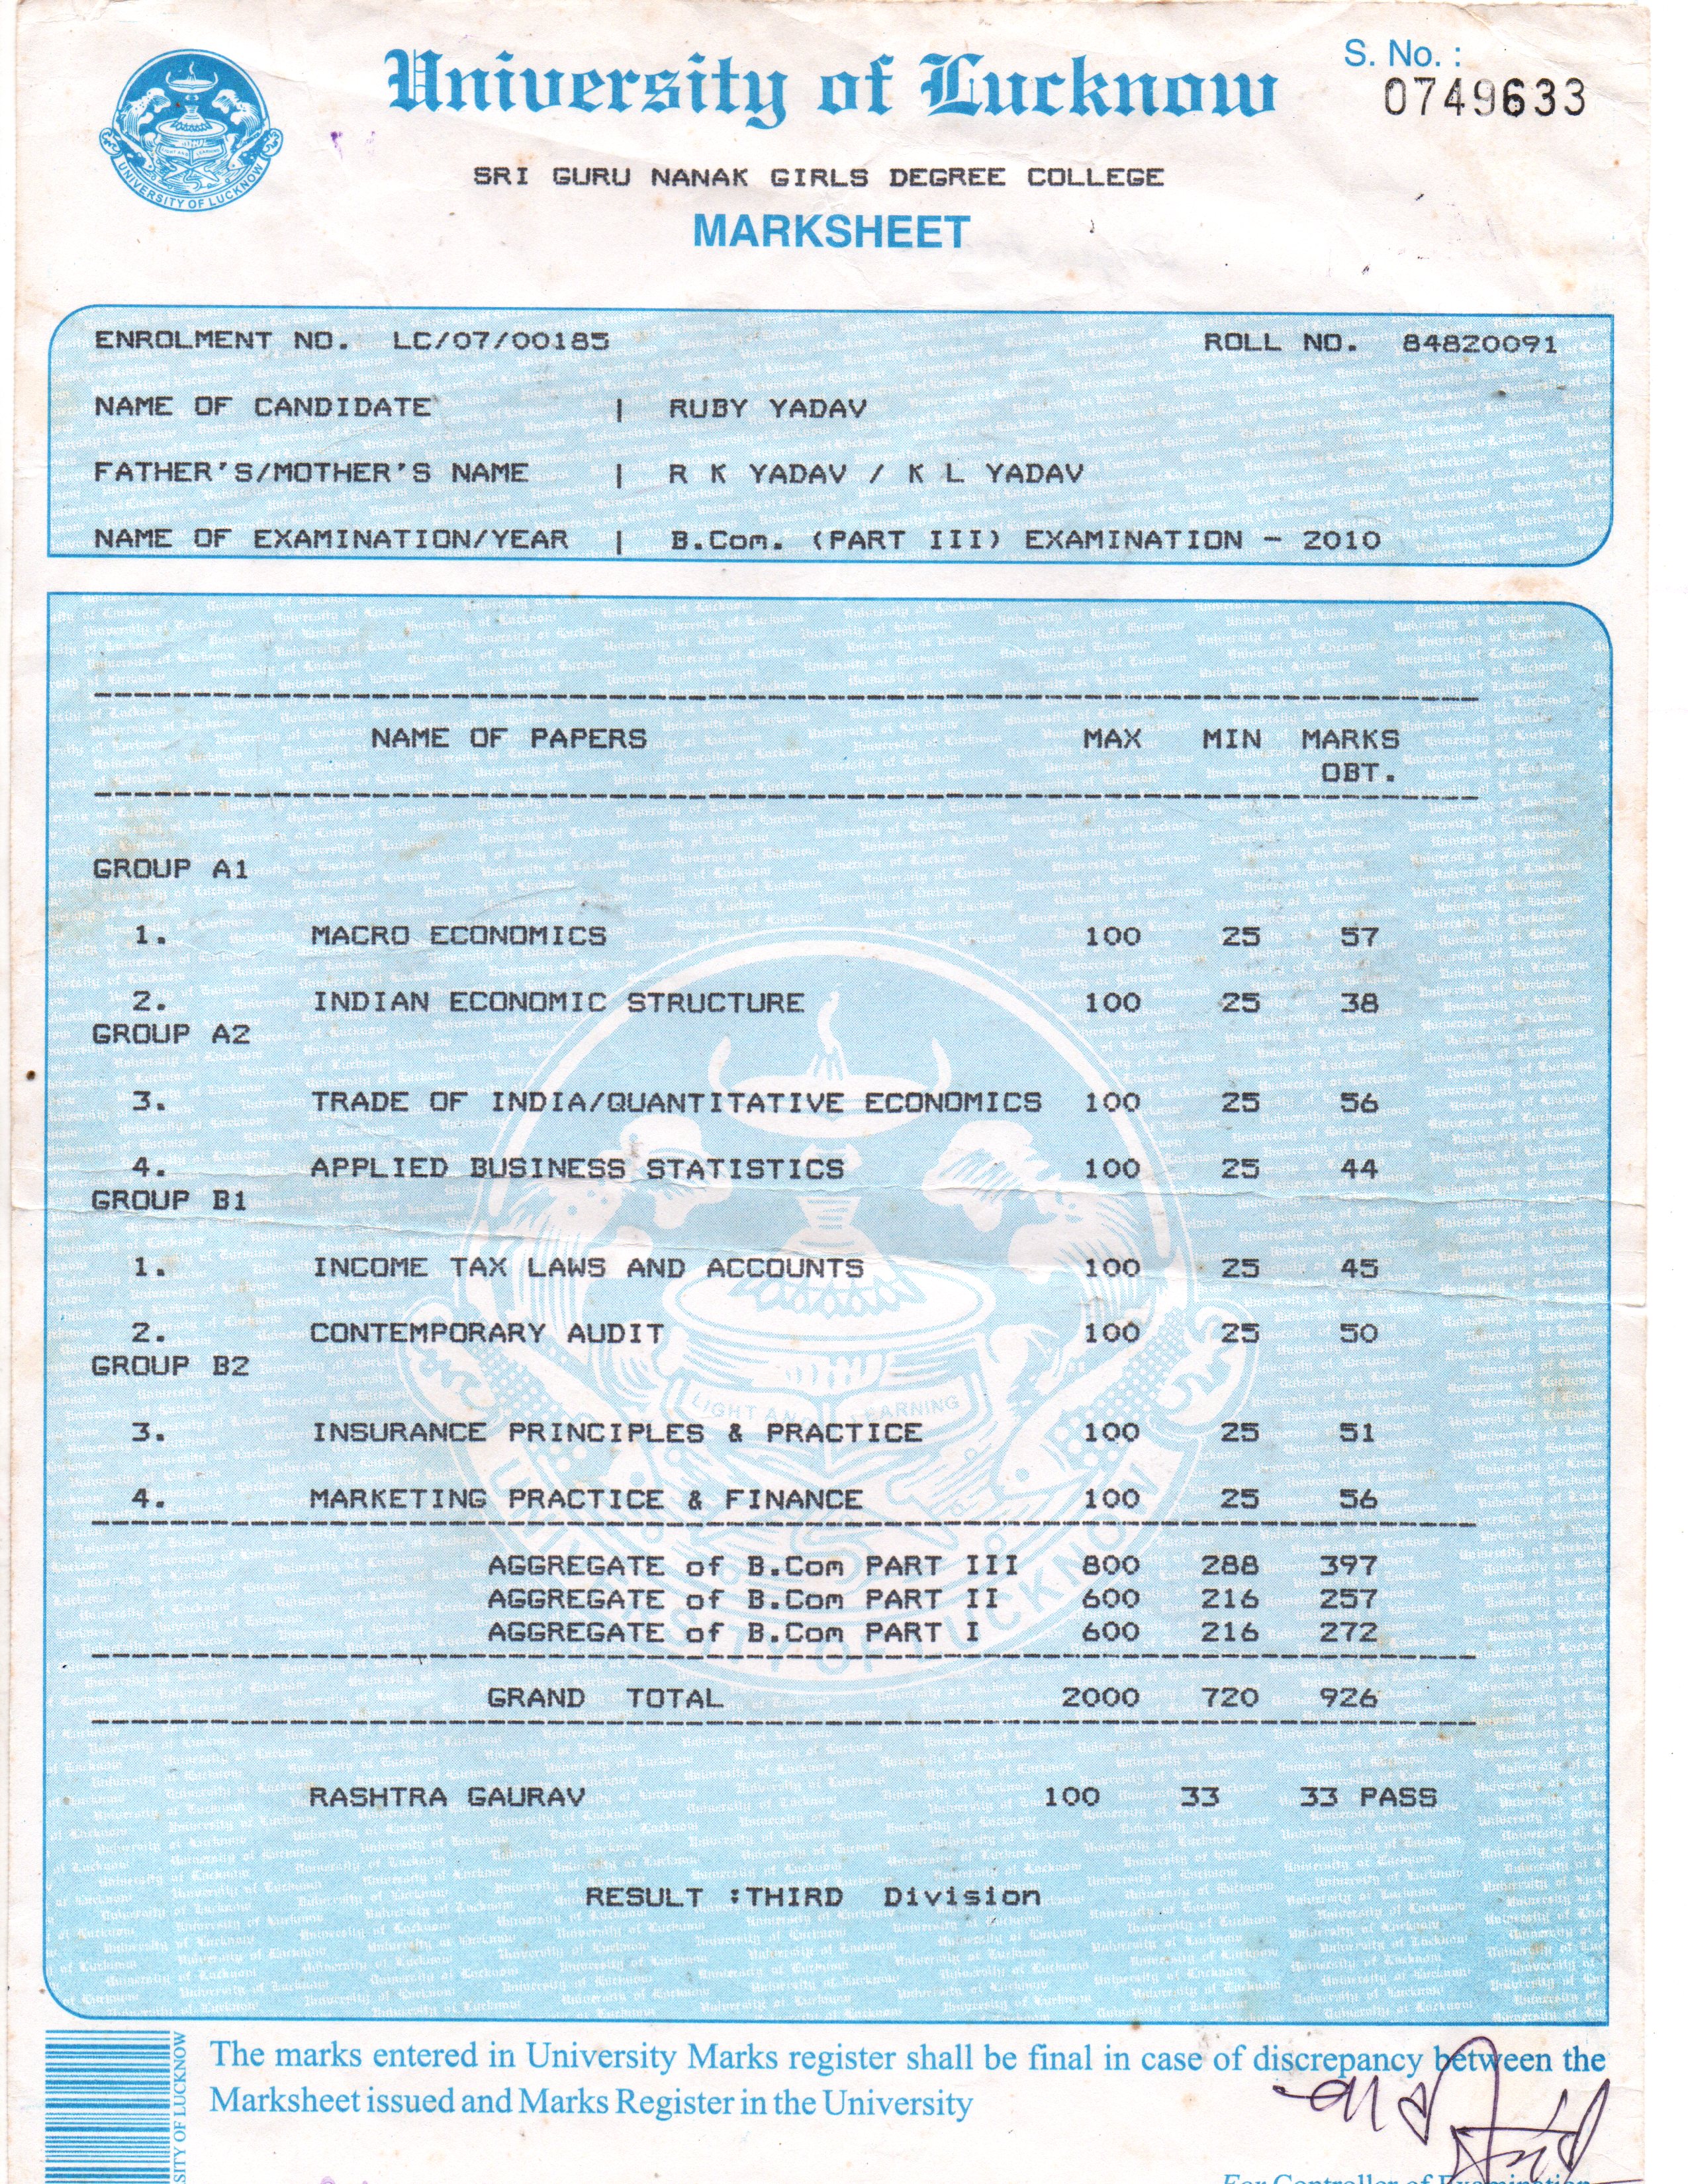 University of Lucknow
S. No. :
0749633
UNIVERSITY OF LUCKNOW
SRI GURU NANAK GIRLS DEGREE COLLEGE
MARKSHEET
ENROLMENT NO. LC/07/00185 ROLL NO. 84820091
NAME OF CANDIDATE | RUBY YADAV
FATHER'S/MOTHER'S NAME | R K YADAV / K L YADAV
NAME OF EXAMINATION/YEAR | B.Com. (PART III) EXAMINATION - 2010
NAME OF PAPERS MAX MIN MARKS
OBT.
GROUP A1
1. MACRO ECONOMICS 100 25 57
2. INDIAN ECONOMIC STRUCTURE 100 25 38
GROUP A2
3. TRADE OF INDIA/QUANTITATIVE ECONOMICS 100 25 56
4. APPLIED BUSINESS STATISTICS 100 25 44
GROUP B1
1. INCOME TAX LAWS AND ACCOUNTS 100 25 45
2. CONTEMPORARY AUDIT 100 25 50
GROUP B2
LIGHT AND LEARNING
3. INSURANCE PRINCIPLES & PRACTICE 100 25 51
4. MARKETING PRACTICE & FINANCE 100 25 56
AGGREGATE of B.Com PART III 800 288 397
AGGREGATE of B.Com PART II 600 216 257
AGGREGATE of B.Com PART I 600 216 272
UNIVERSITY OF LUCKNOW
GRAND TOTAL 2000 720 926
RASHTRA GAURAV 100 33 33 PASS
RESULT :THIRD Division
SITY OF LUCKNOW
The marks entered in University Marks register shall be final in case of discrepancy between the
Marksheet issued and Marks Register in the University
For Controller of Examination